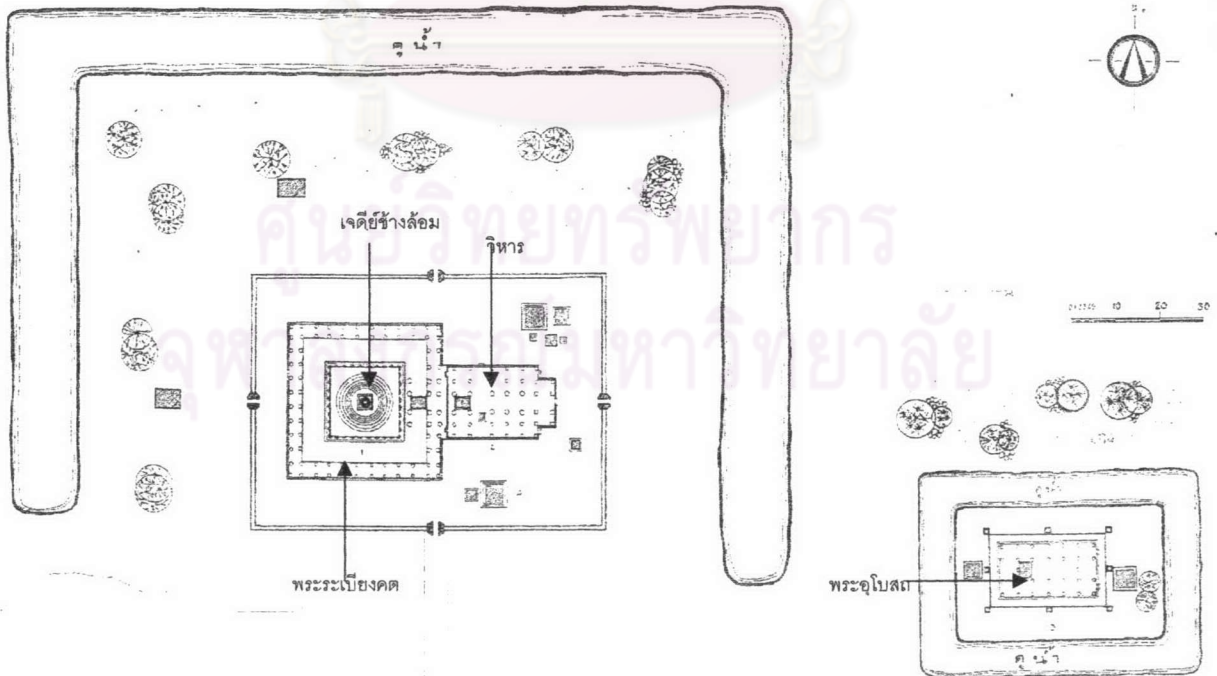 คูน้ำ
เจดีย์ช้างล้อม
วิหาร
ศูนย์วิทยทรัพยากร
จุฬาลงกรณ์มหาวิทยาลัย
10 20 30
พระระเบียงคด
พระอุโบสถ
คูน้ำ
คูน้ำ